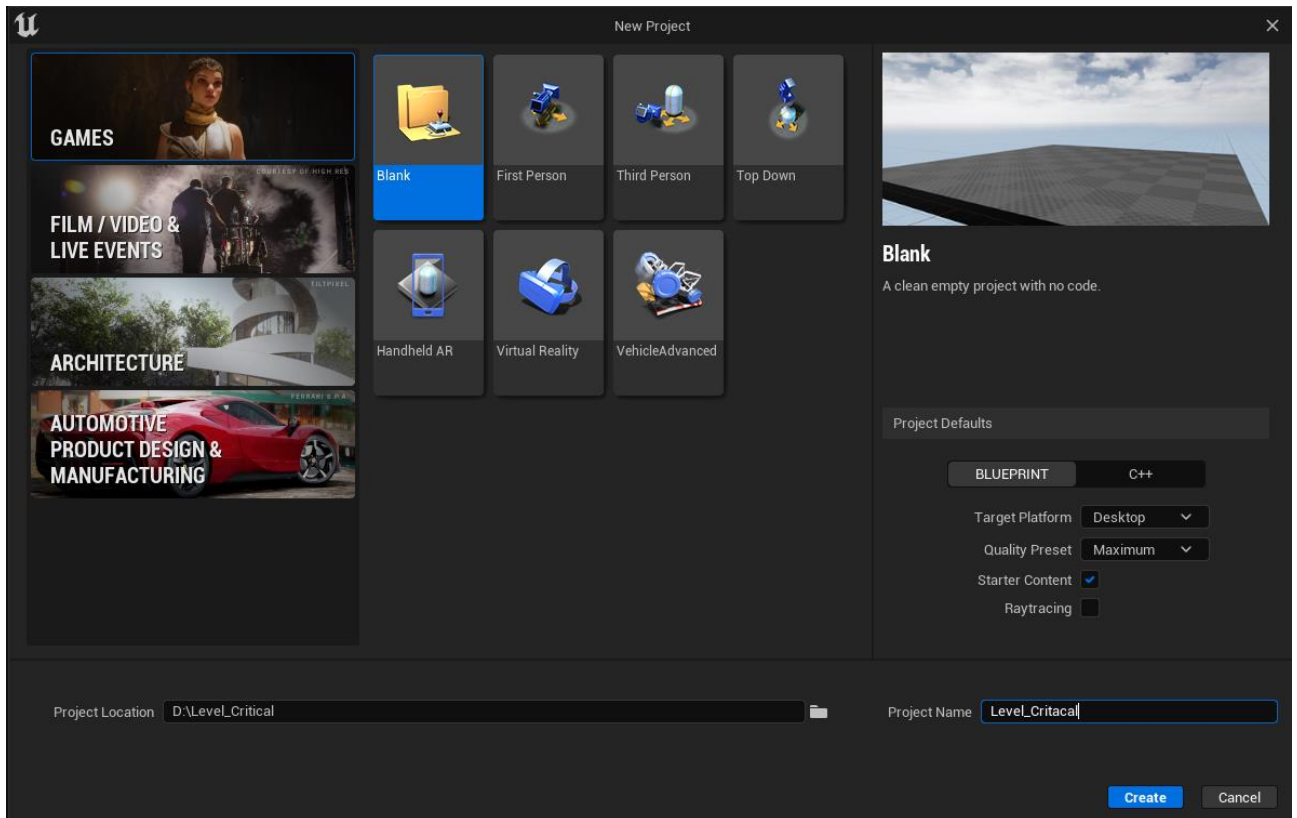 New Project
GAMES
COURTESY OF HIGH RES
FILM / VIDEO &
LIVE EVENTS
TILTPIXEL
ARCHITECTURE
FERRARI S.P.A.
AUTOMOTIVE
PRODUCT DESIGN &
MANUFACTURING
Blank
First Person
Third Person
Top Down
Handheld AR
Virtual Reality
VehicleAdvanced
Blank
A clean empty project with no code.
Project Defaults
BLUEPRINT
C++
Target Platform
Desktop
Quality Preset
Maximum
Starter Content
Raytracing
Project Location
D:\Level_Critical
Project Name
Level_Critacal
Create
Cancel